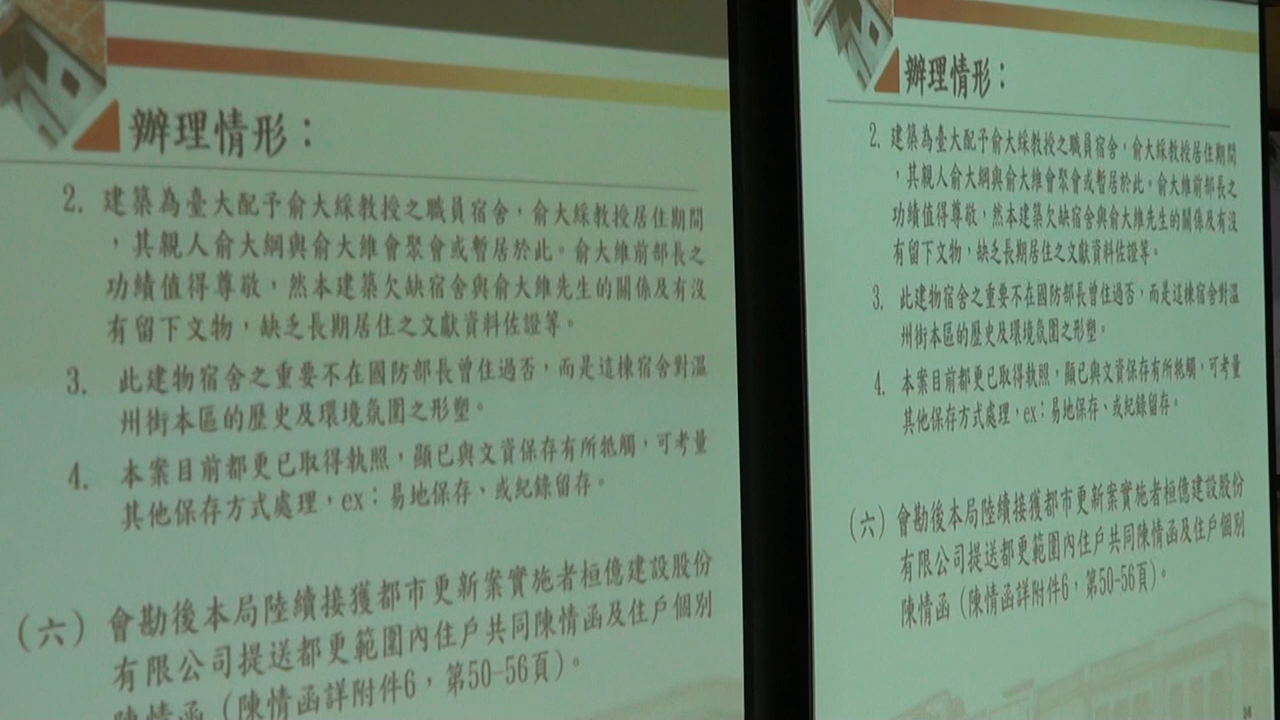 辦理情形：
2. 建築為臺大配予俞大綵教授之職員宿舍，俞大綵教授居住期間
，其親人俞大綱與俞大維會聚會或暫居於此。俞大維前部長之
功績值得尊敬，然本建築欠缺宿舍與俞大維先生的關係及有沒
有留下文物，缺乏長期居住之文獻資料佐證等。
3. 此建物宿舍之重要不在國防部長曾住過否，而是這棟宿舍對溫
州街本區的歷史及環境氛圍之形塑。
4. 本案目前都更已取得執照，顯已與文資保存有所牴觸，可考量
其他保存方式處理，ex：易地保存、或紀錄留存。
（六）會勘後本局陸續接獲都市更新案實施者桓億建設股份
有限公司提送都更範圍內住戶共同陳情函及住戶個別
陳情函（陳情函詳附件6，第50-56頁）。
辦理情形：
2. 建築為臺大配予俞大綵教授之職員宿舍，俞大綵教授居住期間
，其親人俞大綱與俞大維會聚會或暫居於此。俞大維前部長之
功績值得尊敬，然本建築欠缺宿舍與俞大維先生的關係及有沒
有留下文物，缺乏長期居住之文獻資料佐證等。
3. 此建物宿舍之重要不在國防部長曾住過否，而是這棟宿舍對溫
州街本區的歷史及環境氛圍之形塑。
4. 本案目前都更已取得執照，顯已與文資保存有所牴觸，可考量
其他保存方式處理，ex：易地保存、或紀錄留存。
（六）會勘後本局陸續接獲都市更新案實施者桓億建設股份
有限公司提送都更範圍內住戶共同陳情函及住戶個別
陳情函（陳情函詳附件6，第50-56頁）。